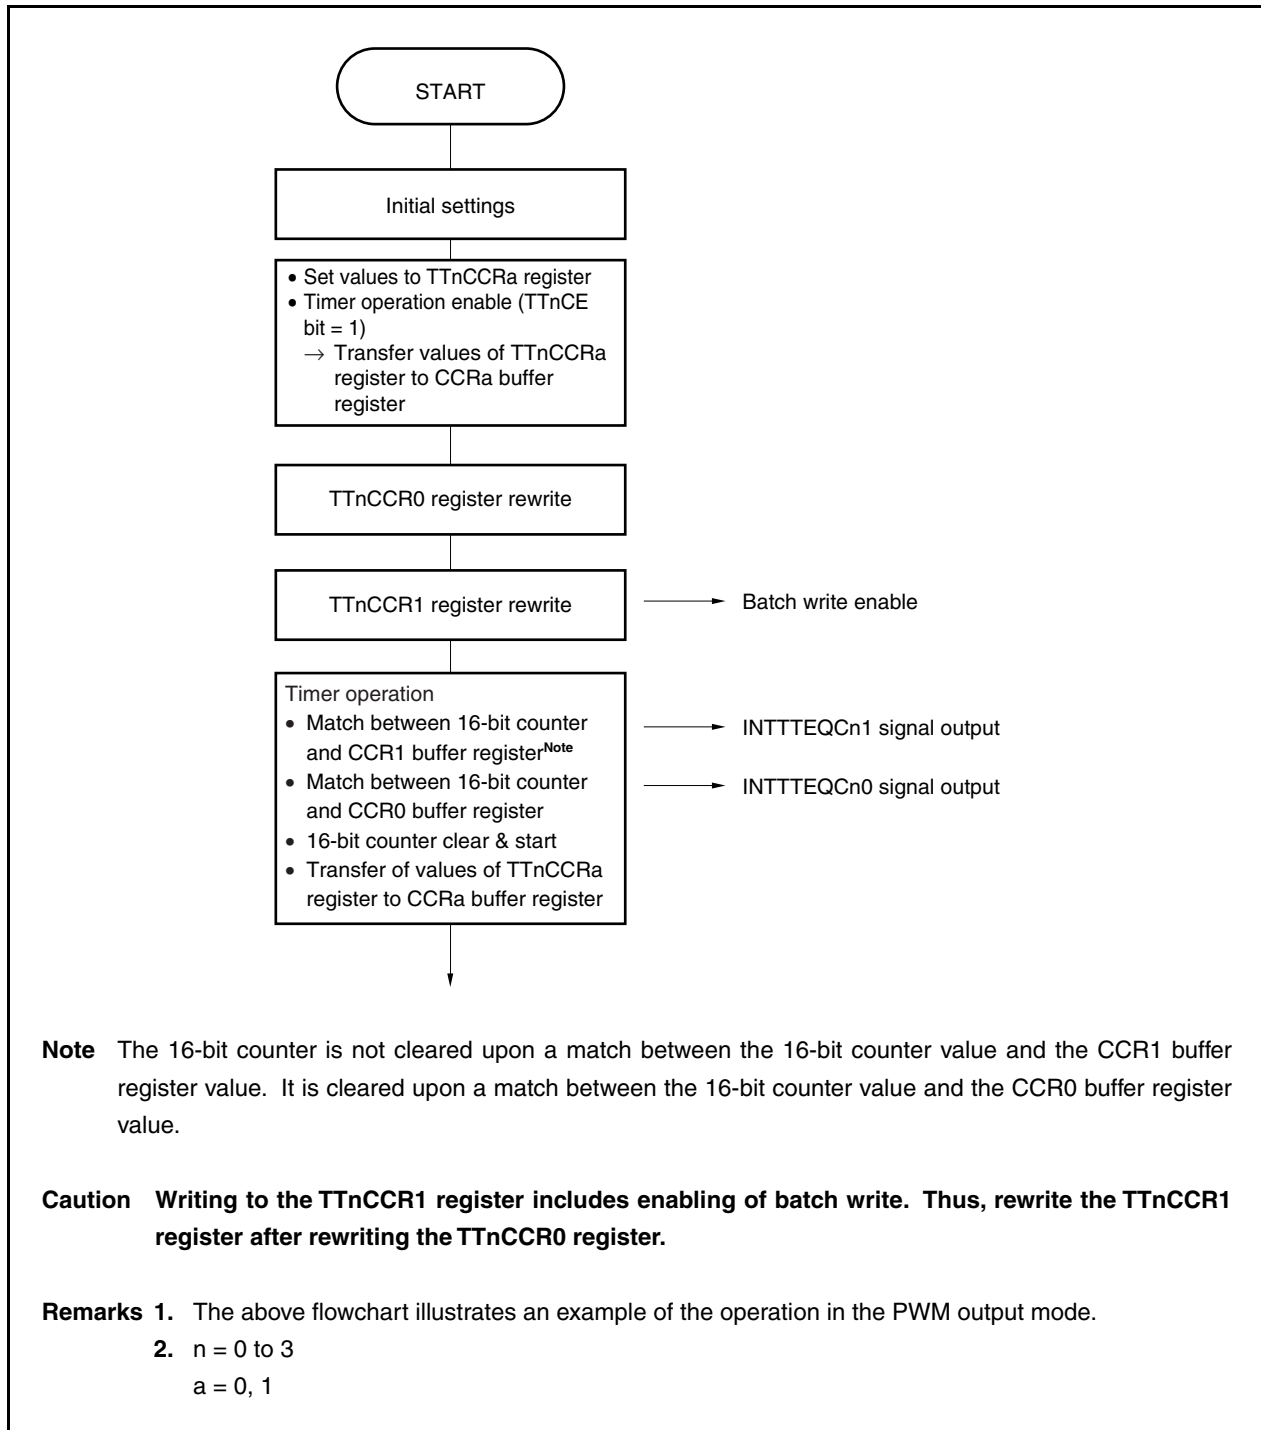 START
Initial settings
• Set values to TTnCCRa register
• Timer operation enable (TTnCE
bit = 1)
→ Transfer values of TTnCCRa
register to CCRa buffer
register
TTnCCR0 register rewrite
TTnCCR1 register rewrite
Batch write enable
Timer operation
• Match between 16-bit counter
and CCR1 buffer registerNote
INTTTEQCn1 signal output
• Match between 16-bit counter
and CCR0 buffer register
INTTTEQCn0 signal output
• 16-bit counter clear & start
• Transfer of values of TTnCCRa
register to CCRa buffer register
Note The 16-bit counter is not cleared upon a match between the 16-bit counter value and the CCR1 buffer
register value. It is cleared upon a match between the 16-bit counter value and the CCR0 buffer register
value.
Caution Writing to the TTnCCR1 register includes enabling of batch write. Thus, rewrite the TTnCCR1
register after rewriting the TTnCCR0 register.
Remarks 1. The above flowchart illustrates an example of the operation in the PWM output mode.
2. n = 0 to 3
a = 0, 1